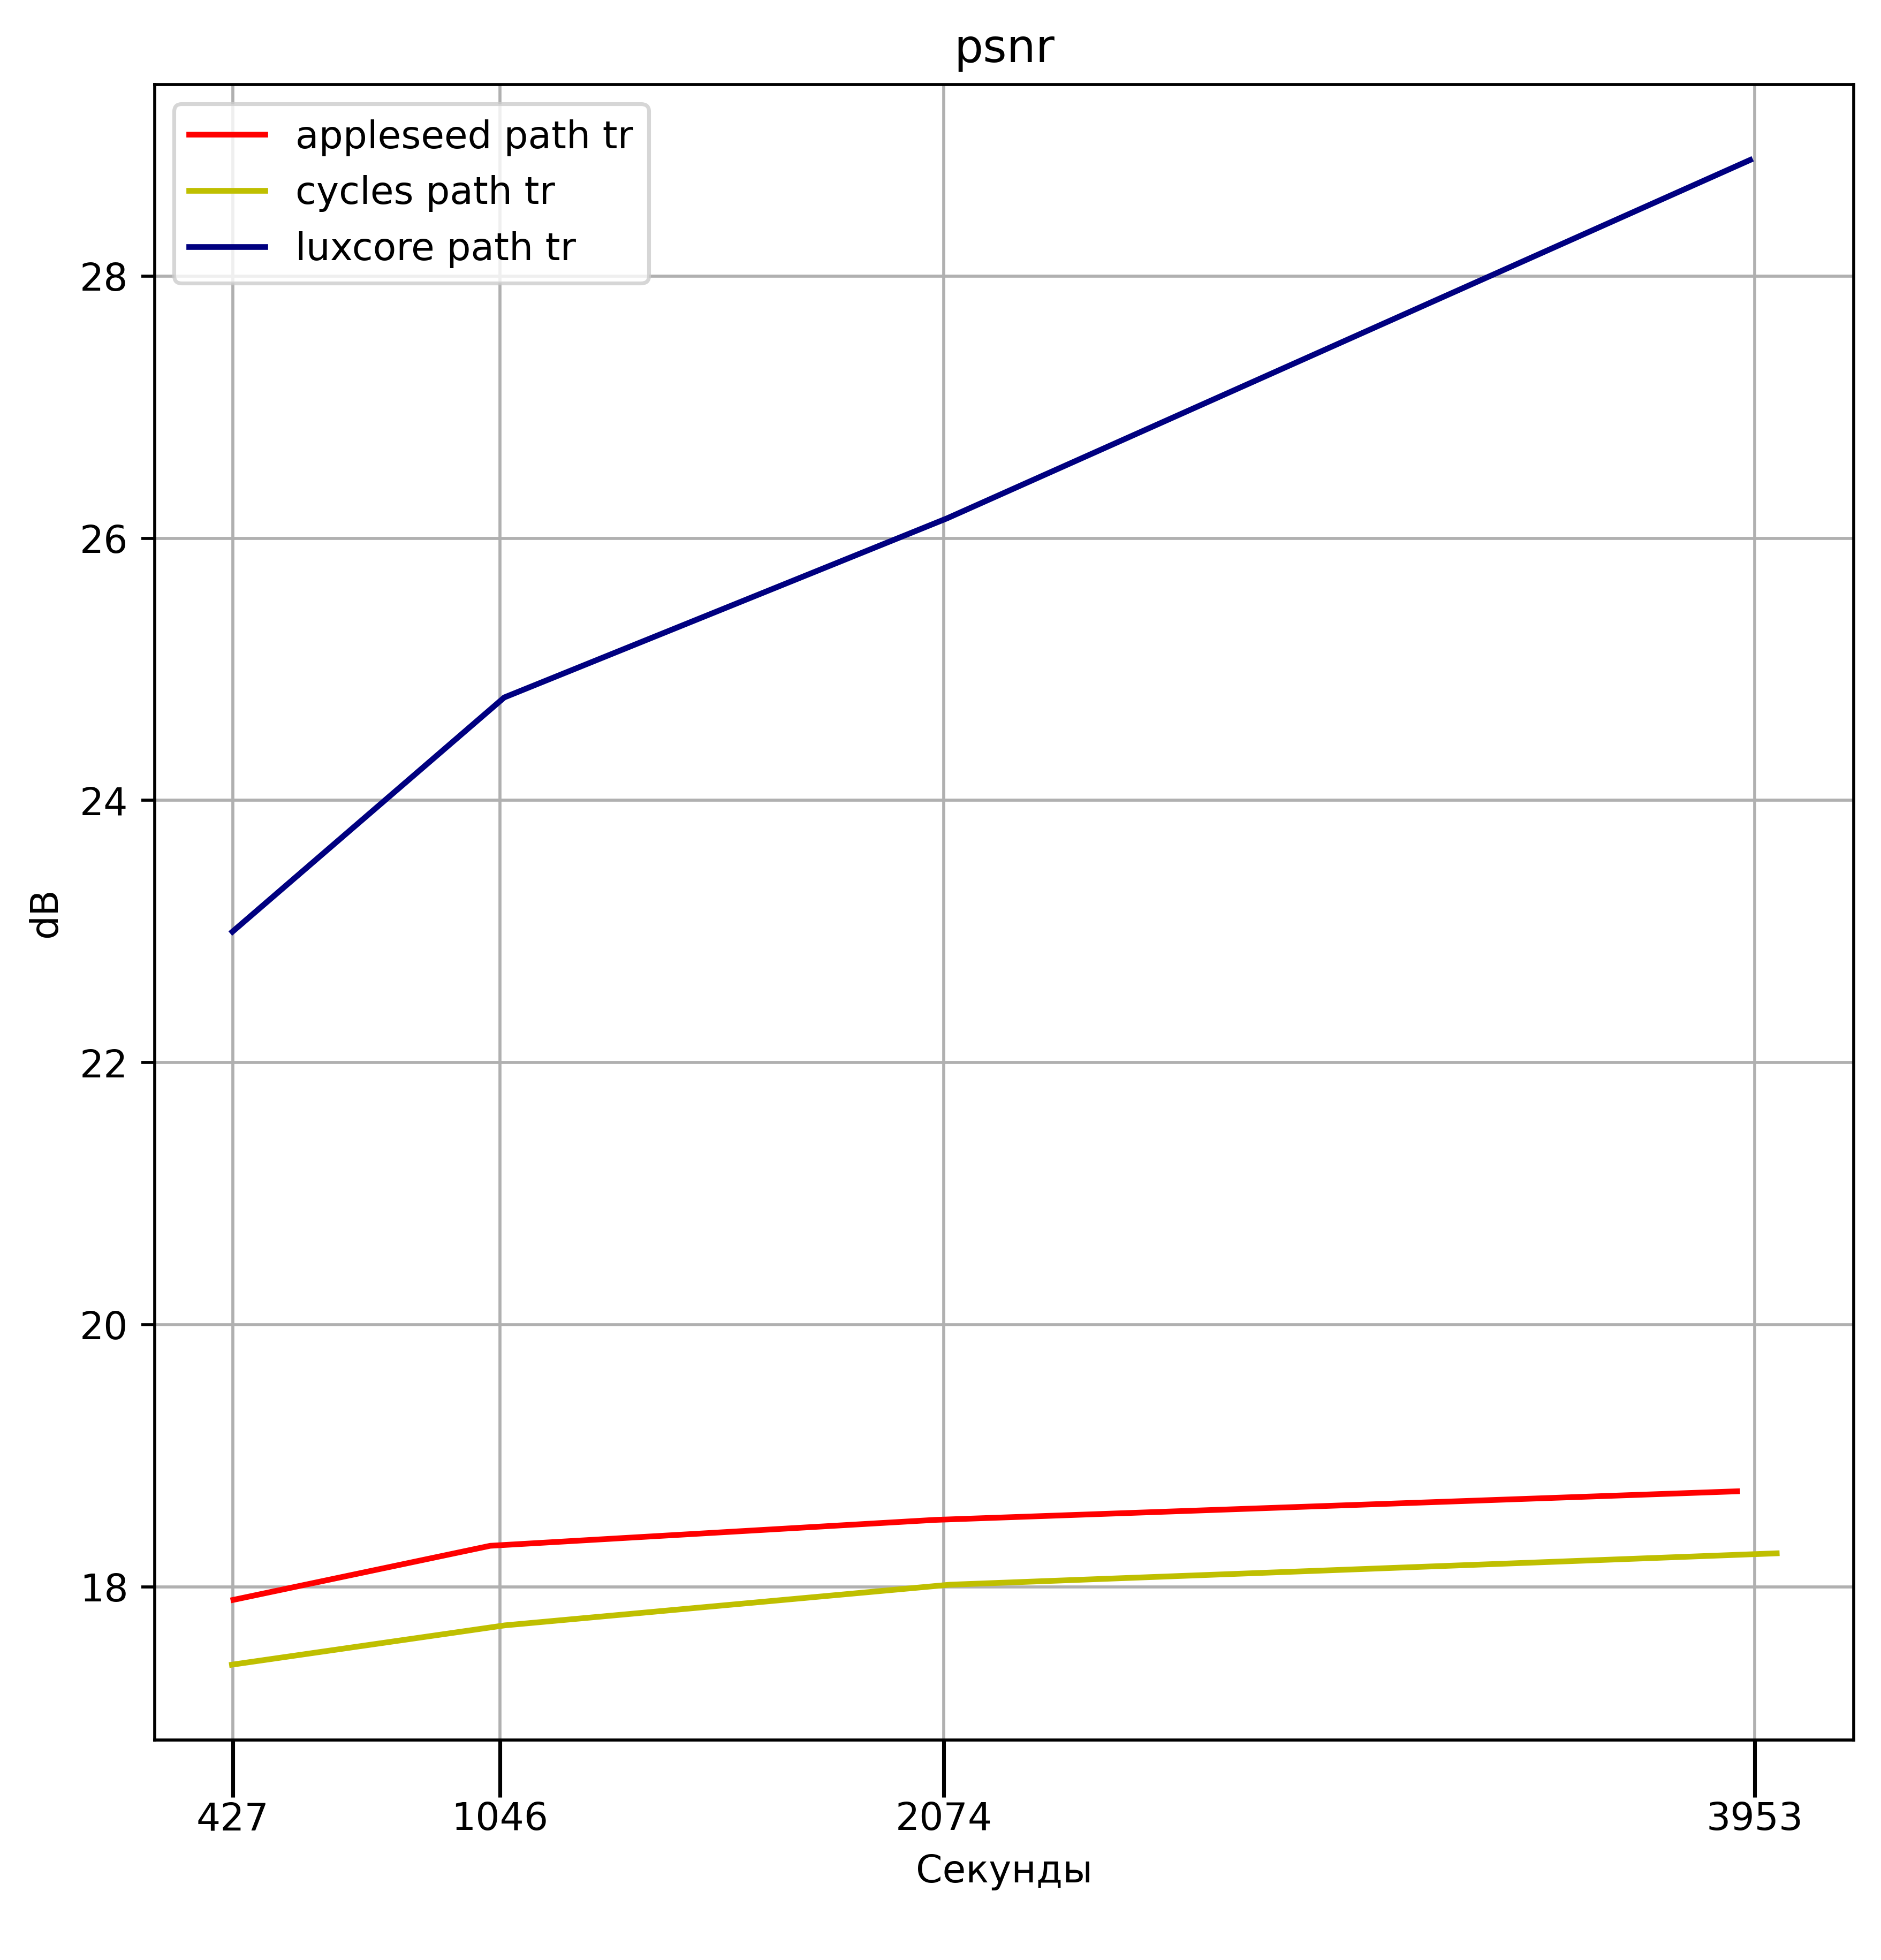 psnr
appleseed path tr
cycles path tr
luxcore path tr
28
26
24
22
20
18
dB
427 1046 2074 3953
Секунды